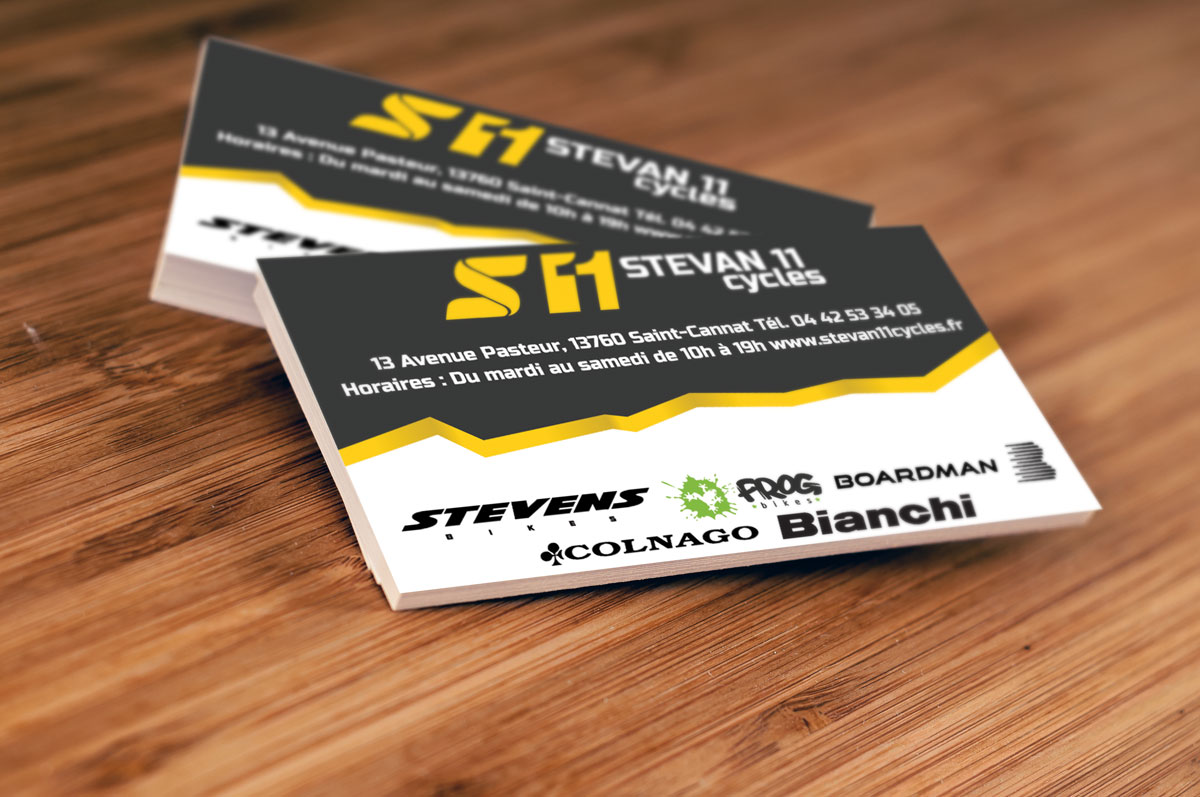 S11 STEVAN 11
cycles
13 Avenue Pasteur, 13760 Saint-Cannat Tél. 04 42
Horaires : Du mardi au samedi de 10h à 19h www.
STEVENS
S11 STEVAN 11
cycles
13 Avenue Pasteur, 13760 Saint-Cannat Tél. 04 42 53 34 05
Horaires : Du mardi au samedi de 10h à 19h www.stevan11cycles.fr
STEVENS
BIKES
FROG
bikes
BOARDMAN
COLNAGO
Bianchi